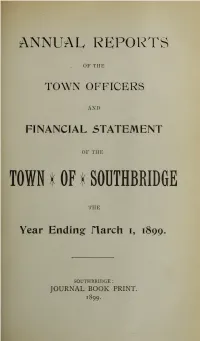 ANNUAL REPORTS
OF THE
TOWN OFFICERS
AND
FINANCIAL STATEMENT
OF THE
TOWN * OF * SOUTHBRIDGE
THE
Year Ending March 1, 1899.
SOUTHBRIDGE:
JOURNAL BOOK PRINT.
1899.